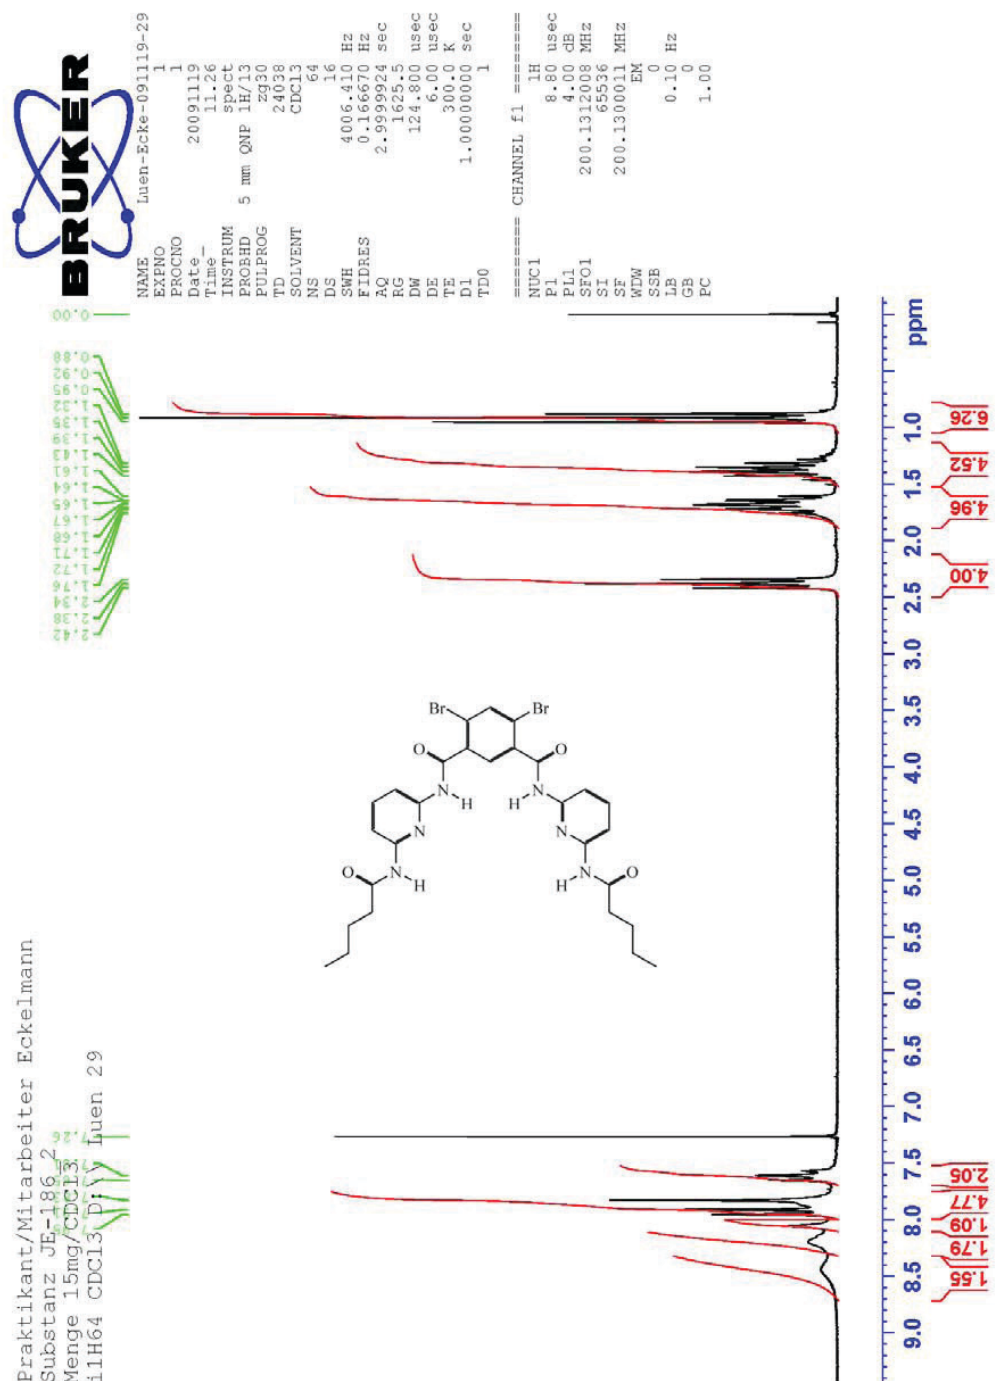 Praktikant/Mitarbeiter Eckelmann
Substanz JE-186_2
Menge 15mg/CDCl3
i1H64 CDCl3 D:\\ Luen 29
7.26
2.42
2.38
2.34
1.76
1.72
1.71
1.68
1.67
1.65
1.64
1.61
1.43
1.39
1.35
1.32
0.95
0.92
0.88
0.00
BRUKER
NAME Luen-Ecke-091119-29
EXPNO 1
PROCNO 1
Date_ 20091119
Time_ 11.26
INSTRUM spect
PROBHD 5 mm QNP 1H/13
PULPROG zg30
TD 24038
SOLVENT CDCl3
NS 64
DS 16
SWH 4006.410 Hz
FIDRES 0.166670 Hz
AQ 2.9999924 sec
RG 1625.5
DW 124.800 usec
DE 6.00 usec
TE 300.0 K
D1 1.00000000 sec
TD0 1
======== CHANNEL f1 ========
NUC1 1H
P1 8.80 usec
PL1 4.00 dB
SFO1 200.1312008 MHz
SI 65536
SF 200.1300011 MHz
WDW EM
SSB 0
LB 0.10 Hz
GB 0
PC 1.00
Br Br
O O
N H H N
N N
O N H H N O
9.0 8.5 8.0 7.5 7.0 6.5 6.0 5.5 5.0 4.5 4.0 3.5 3.0 2.5 2.0 1.5 1.0 ppm
1.55 1.79 1.09 4.77 2.05 4.00 4.96 4.52 6.26